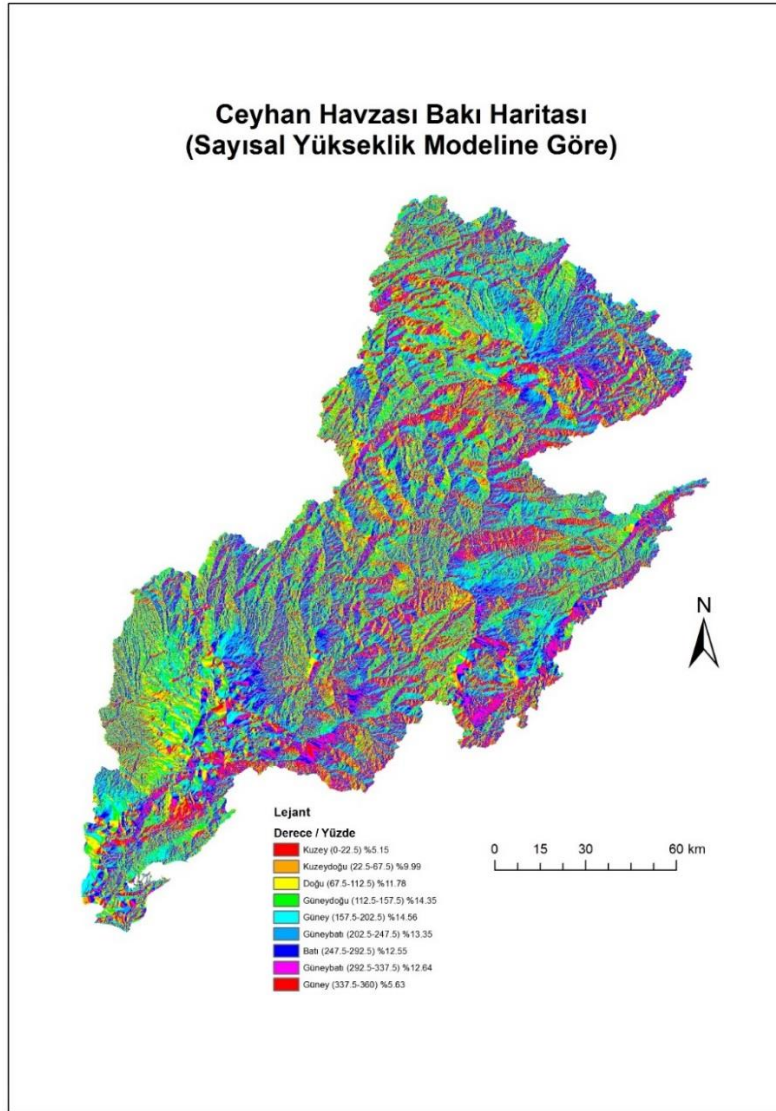 Ceyhan Havzası Bakı Haritası
(Sayısal Yükseklik Modeline Göre)
N
Lejant
Derece / Yüzde
Kuzey (0-22.5) %5.15
Kuzeydoğu (22.5-67.5) %9.99
Doğu (67.5-112.5) %11.78
Güneydoğu (112.5-157.5) %14.35
Güney (157.5-202.5) %14.56
Güneybatı (202.5-247.5) %13.35
Batı (247.5-292.5) %12.55
Güneybatı (292.5-337.5) %12.64
Güney (337.5-360) %5.63
0 15 30 60 km